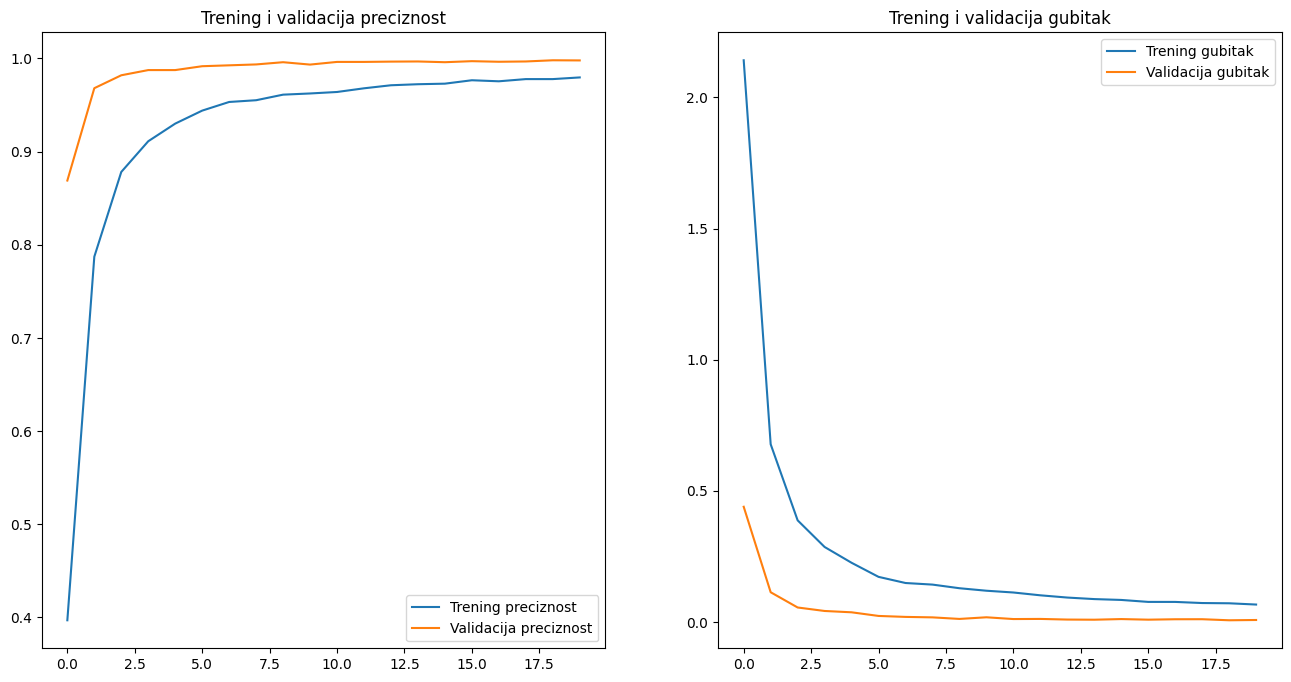 Trening i validacija preciznost
1.0
0.9
0.8
0.7
0.6
0.5
0.4
Trening preciznost
Validacija preciznost
0.0 2.5 5.0 7.5 10.0 12.5 15.0 17.5
Trening i validacija gubitak
Trening gubitak
Validacija gubitak
2.0
1.5
1.0
0.5
0.0
0.0 2.5 5.0 7.5 10.0 12.5 15.0 17.5